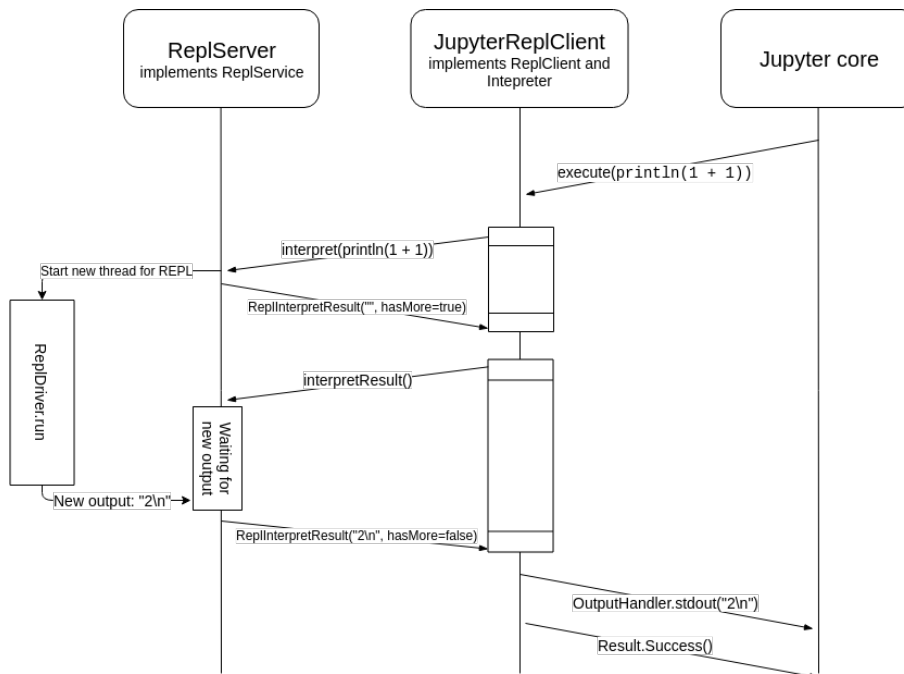 ReplServer
implements ReplService
JupyterReplClient
implements ReplClient and
Intepreter
Jupyter core
execute(println(1 + 1))
interpret(println(1 + 1))
Start new thread for REPL
ReplInterpretResult("", hasMore=true)
ReplDriver.run
interpretResult()
Waiting for
new output
New output: "2\n"
ReplInterpretResult("2\n", hasMore=false)
OutputHandler.stdout("2\n")
Result.Success()